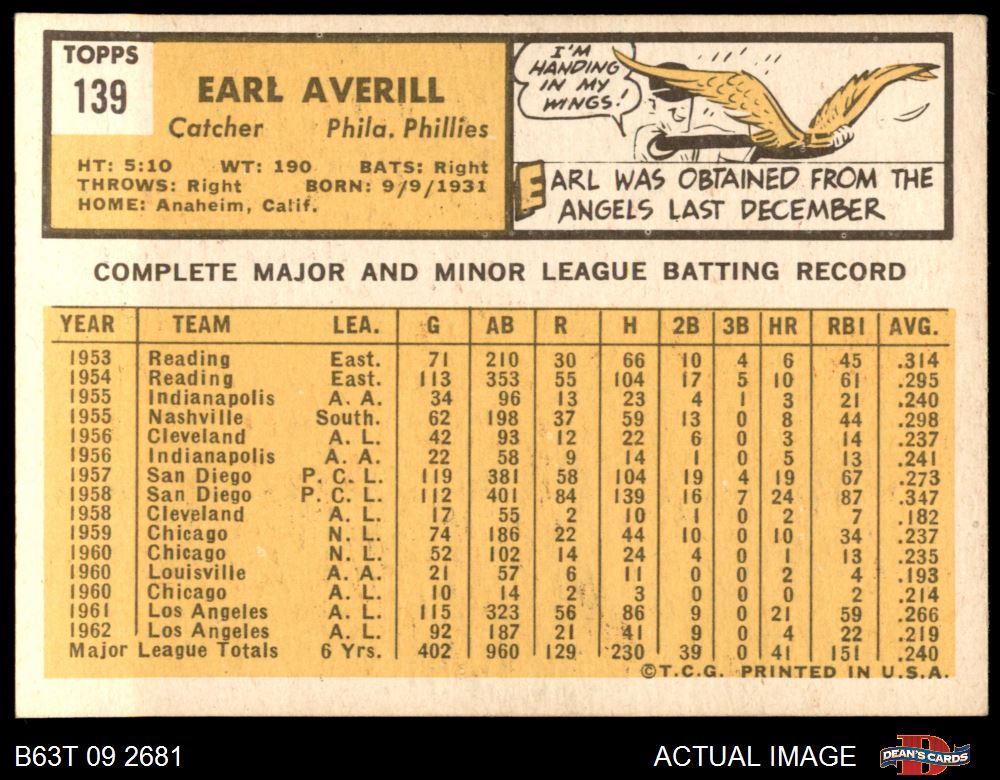 TOPPS
139
EARL AVERILL
Catcher Phila. Phillies
HT: 5:10 WT: 190 BATS: Right
THROWS: Right BORN: 9/9/1931
HOME: Anaheim, Calif.
I'M
HANDING
IN MY
WINGS!
EARL WAS OBTAINED FROM THE
ANGELS LAST DECEMBER
COMPLETE MAJOR AND MINOR LEAGUE BATTING RECORD
YEAR TEAM LEA. G AB R H 2B 3B HR RBI AVG.
1953 Reading East. 71 210 30 66 10 4 6 45 .314
1954 Reading East. 113 353 55 104 17 5 10 61 .295
1955 Indianapolis A. A. 34 96 13 23 4 1 3 21 .240
1955 Nashville South. 62 198 37 59 13 0 8 44 .298
1956 Cleveland A. L. 42 93 12 22 6 0 3 14 .237
1956 Indianapolis A. A. 22 58 9 14 1 0 5 13 .241
1957 San Diego P. C. L. 119 381 58 104 19 4 19 67 .273
1958 San Diego P. C. L. 112 401 84 139 16 7 24 87 .347
1958 Cleveland A. L. 17 55 2 10 1 0 2 7 .182
1959 Chicago N. L. 74 186 22 44 10 0 10 34 .237
1960 Chicago N. L. 52 102 14 24 4 0 1 13 .235
1960 Louisville A. A. 21 57 6 11 0 0 2 4 .193
1960 Chicago A. L. 10 14 2 3 0 0 0 2 .214
1961 Los Angeles A. L. 115 323 56 86 9 0 21 59 .266
1962 Los Angeles A. L. 92 187 21 41 9 0 4 22 .219
Major League Totals 6 Yrs. 402 960 129 230 39 0 41 151 .240
©T.C.G. PRINTED IN U.S.A.
B63T 09 2681
ACTUAL IMAGE
DEAN'S CARDS